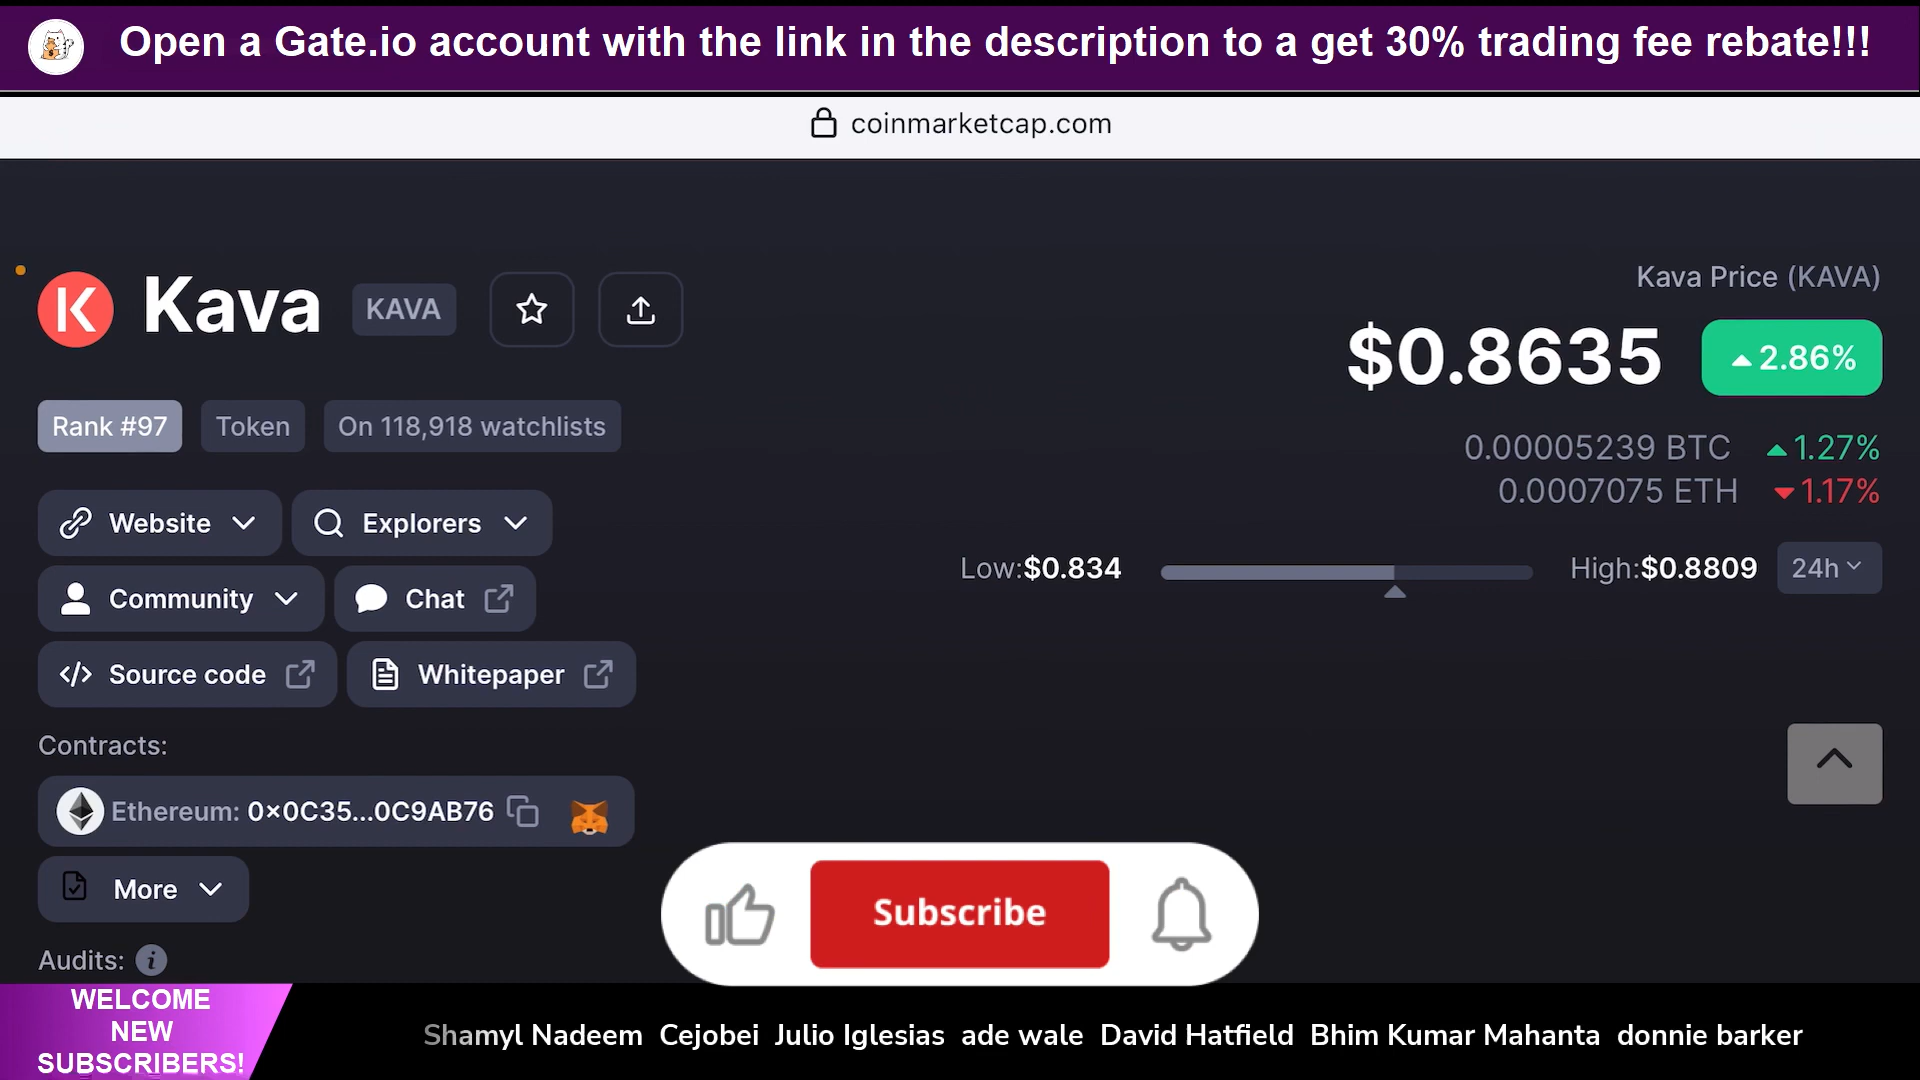 Open a Gate.io account with the link in the description to a get 30% trading fee rebate!!!
coinmarketcap.com
Kava KAVA
Kava Price (KAVA)
$0.8635 2.86%
Rank #97 Token On 118,918 watchlists
0.00005239 BTC 1.27%
0.0007075 ETH 1.17%
Website Explorers
Low:$0.834 High:$0.8809 24h
Community Chat
Source code Whitepaper
Contracts:
Ethereum: 0x0C35...0C9AB76
More
Subscribe
Audits:
WELCOME
NEW
SUBSCRIBERS!
Shamyl Nadeem Cejobei Julio Iglesias ade wale David Hatfield Bhim Kumar Mahanta donnie barker